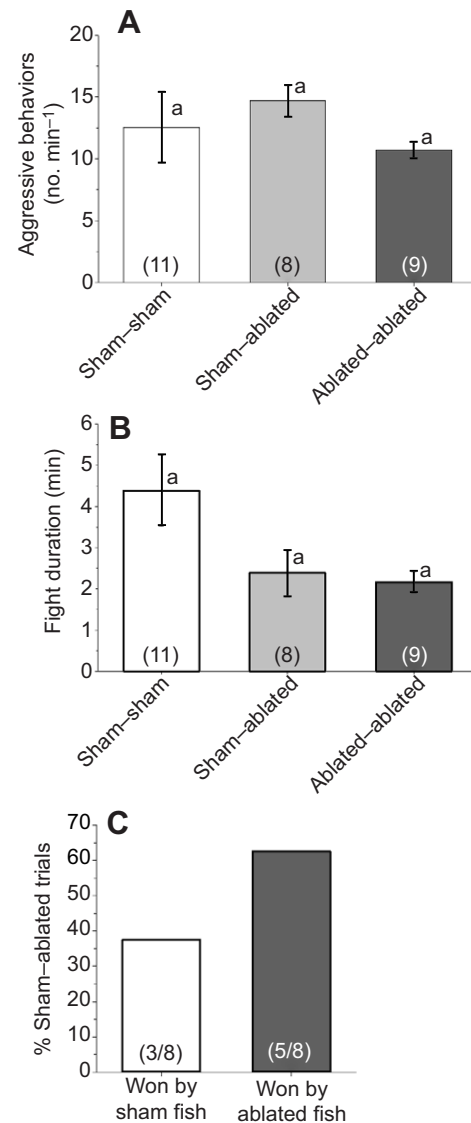 A
Aggressive behaviors
(no. min⁻¹)
20
15
10
5
0
a
a
a
(11)
(8)
(9)
Sham–sham
Sham–ablated
Ablated–ablated
B
Fight duration (min)
6
5
4
3
2
1
0
a
a
a
(11)
(8)
(9)
Sham–sham
Sham–ablated
Ablated–ablated
C
% Sham–ablated trials
70
60
50
40
30
20
10
0
(3/8)
(5/8)
Won by
sham fish
Won by
ablated fish